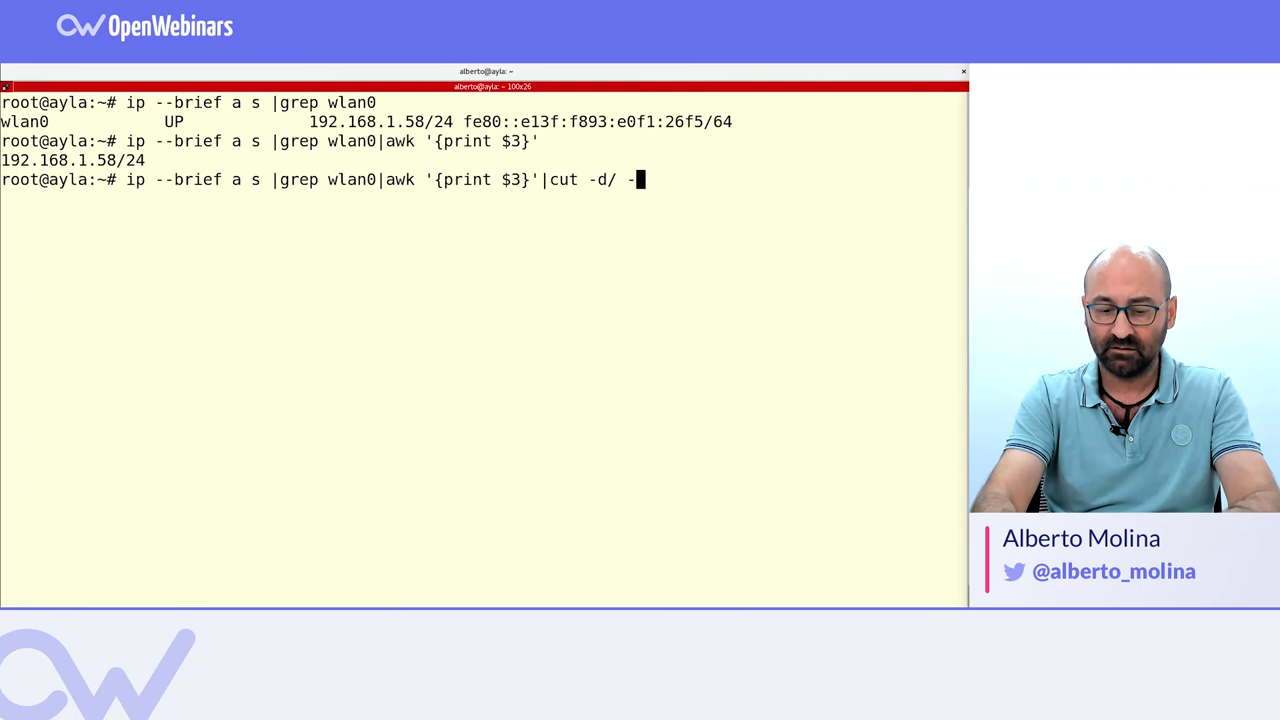 OpenWebinars
alberto@ayla: ~
×
alberto@ayla: ~ 100x26
root@ayla:~# ip --brief a s |grep wlan0
wlan0            UP             192.168.1.58/24 fe80::e13f:f893:e0f1:26f5/64
root@ayla:~# ip --brief a s |grep wlan0|awk '{print $3}'
192.168.1.58/24
root@ayla:~# ip --brief a s |grep wlan0|awk '{print $3}'|cut -d/ -
Alberto Molina
@alberto_molina